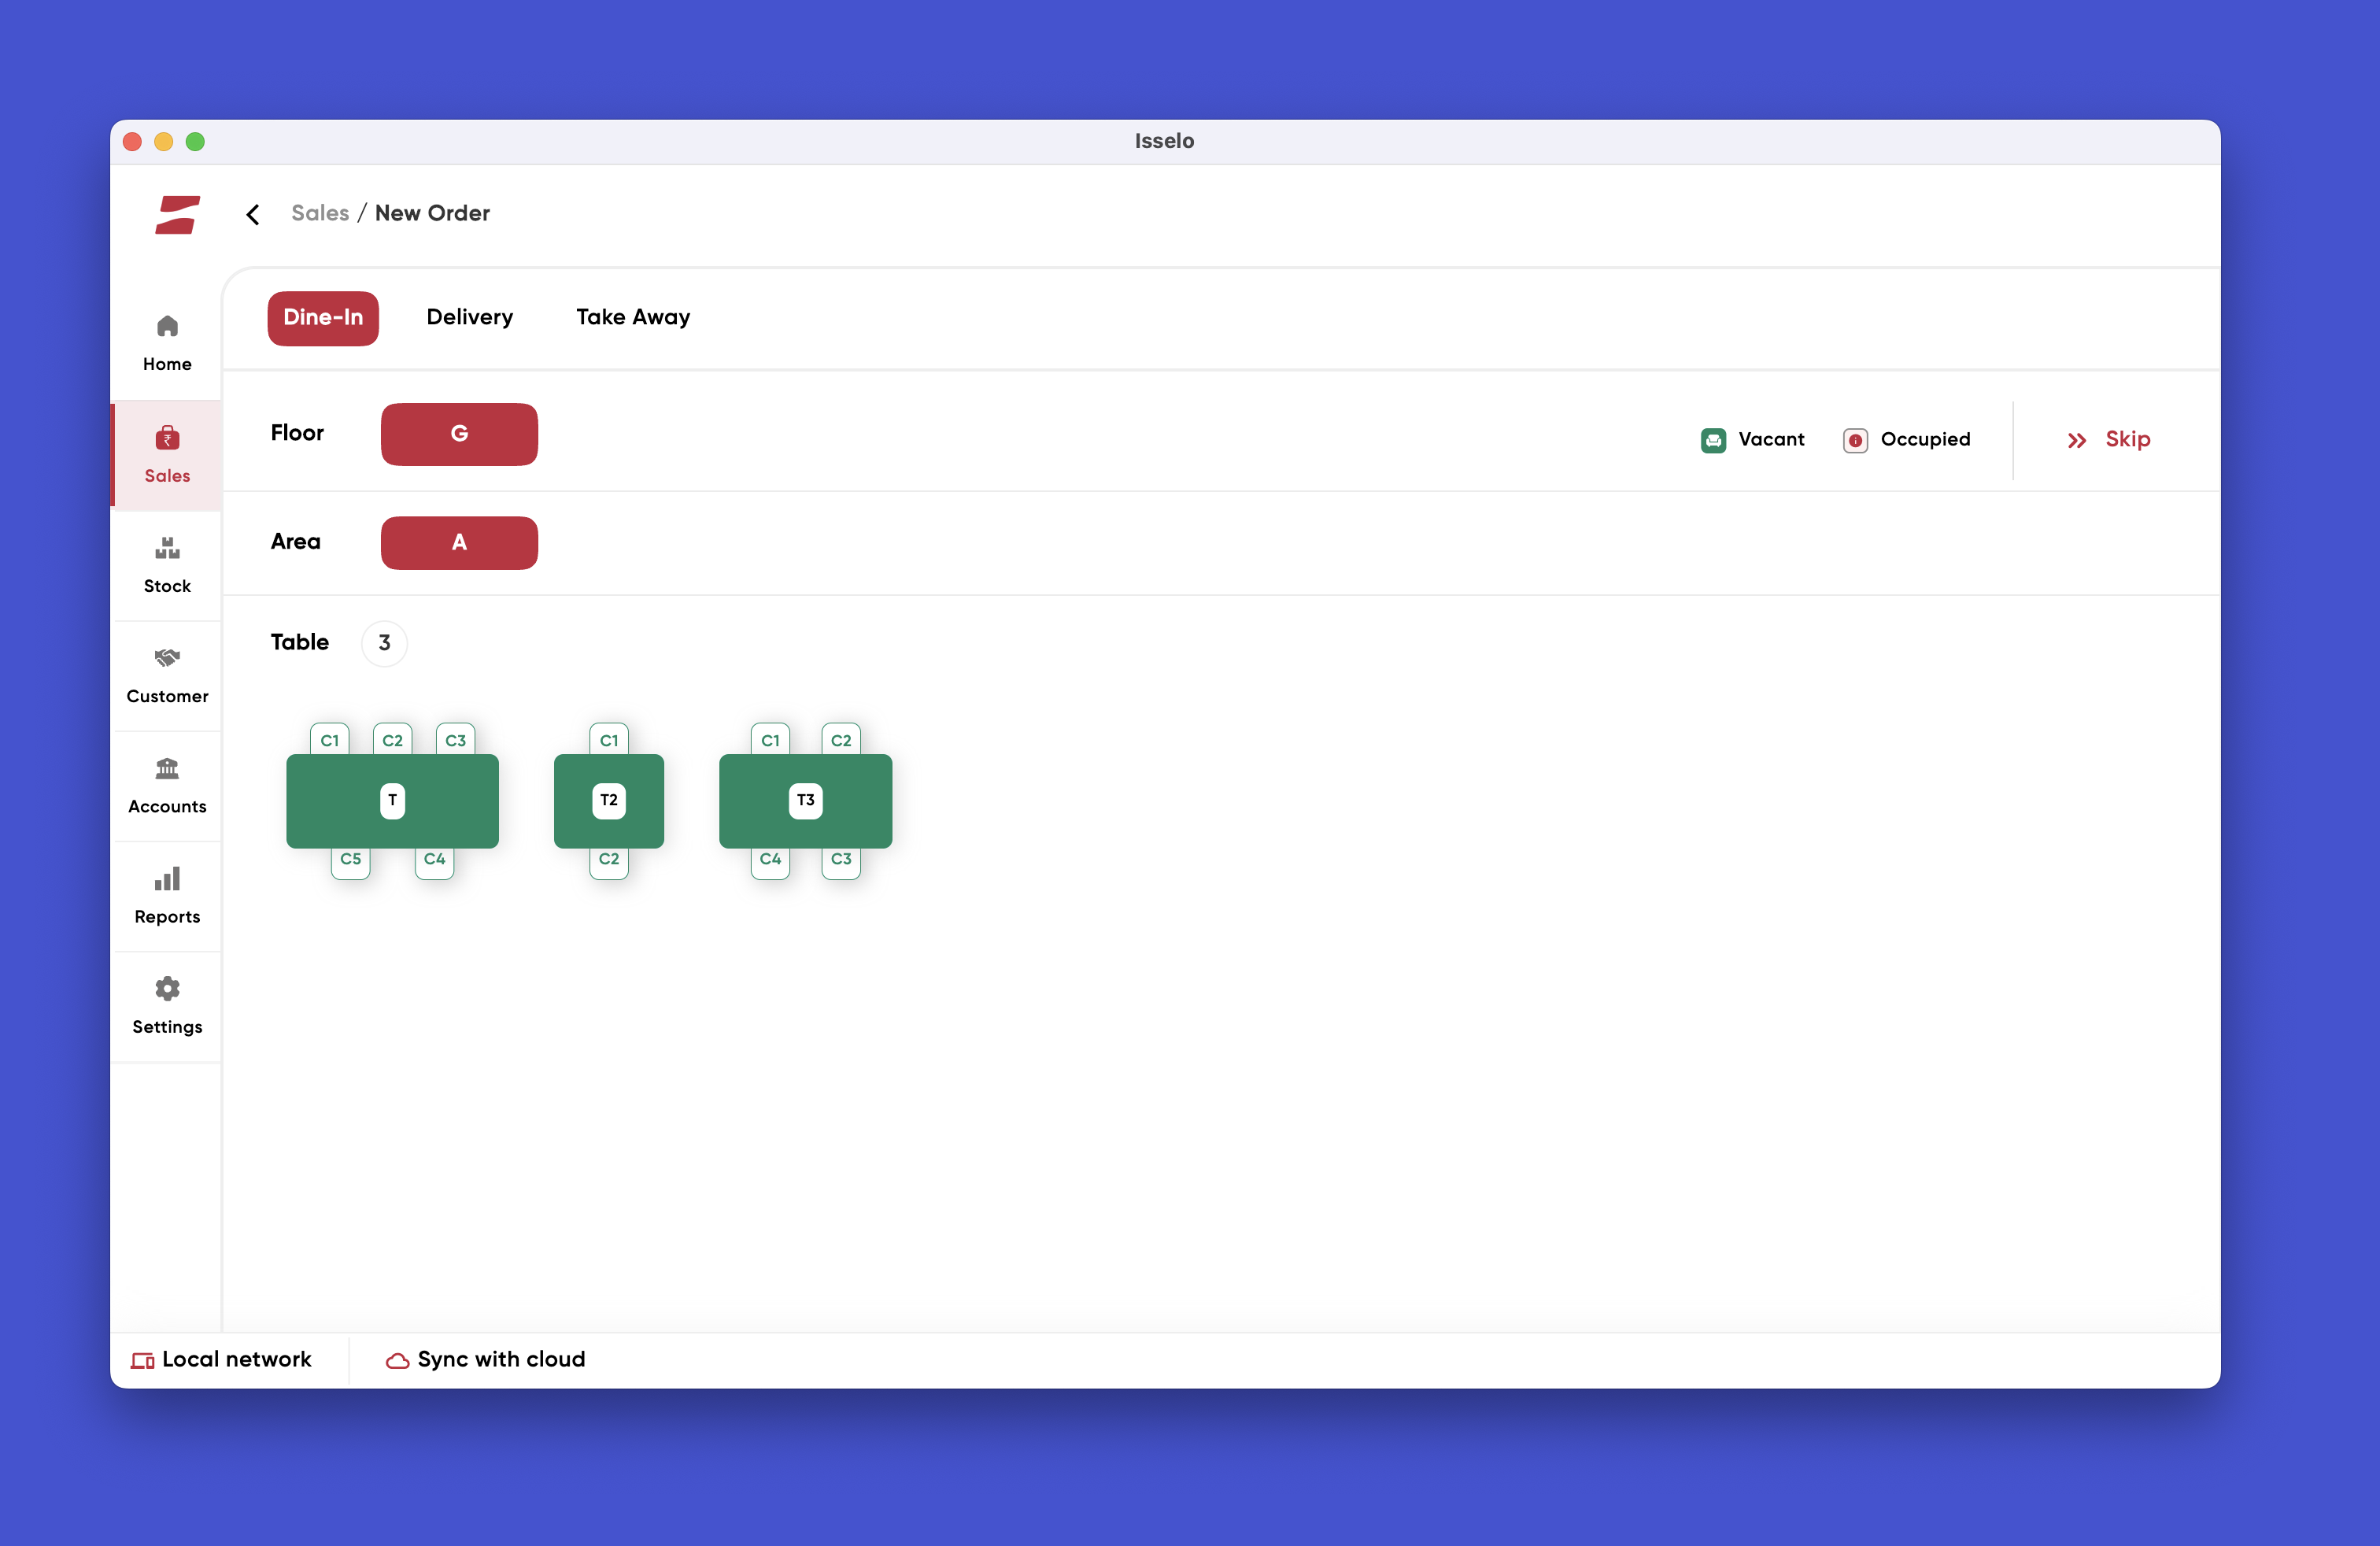 Isselo
Sales / New Order
Dine-In
Delivery
Take Away
Home
Sales
Stock
Customer
Accounts
Reports
Settings
Floor
G
Vacant
Occupied
Skip
Area
A
Table
3
C1 C2 C3
T
C5 C4
C1
T2
C2
C1 C2
T3
C4 C3
Local network
Sync with cloud